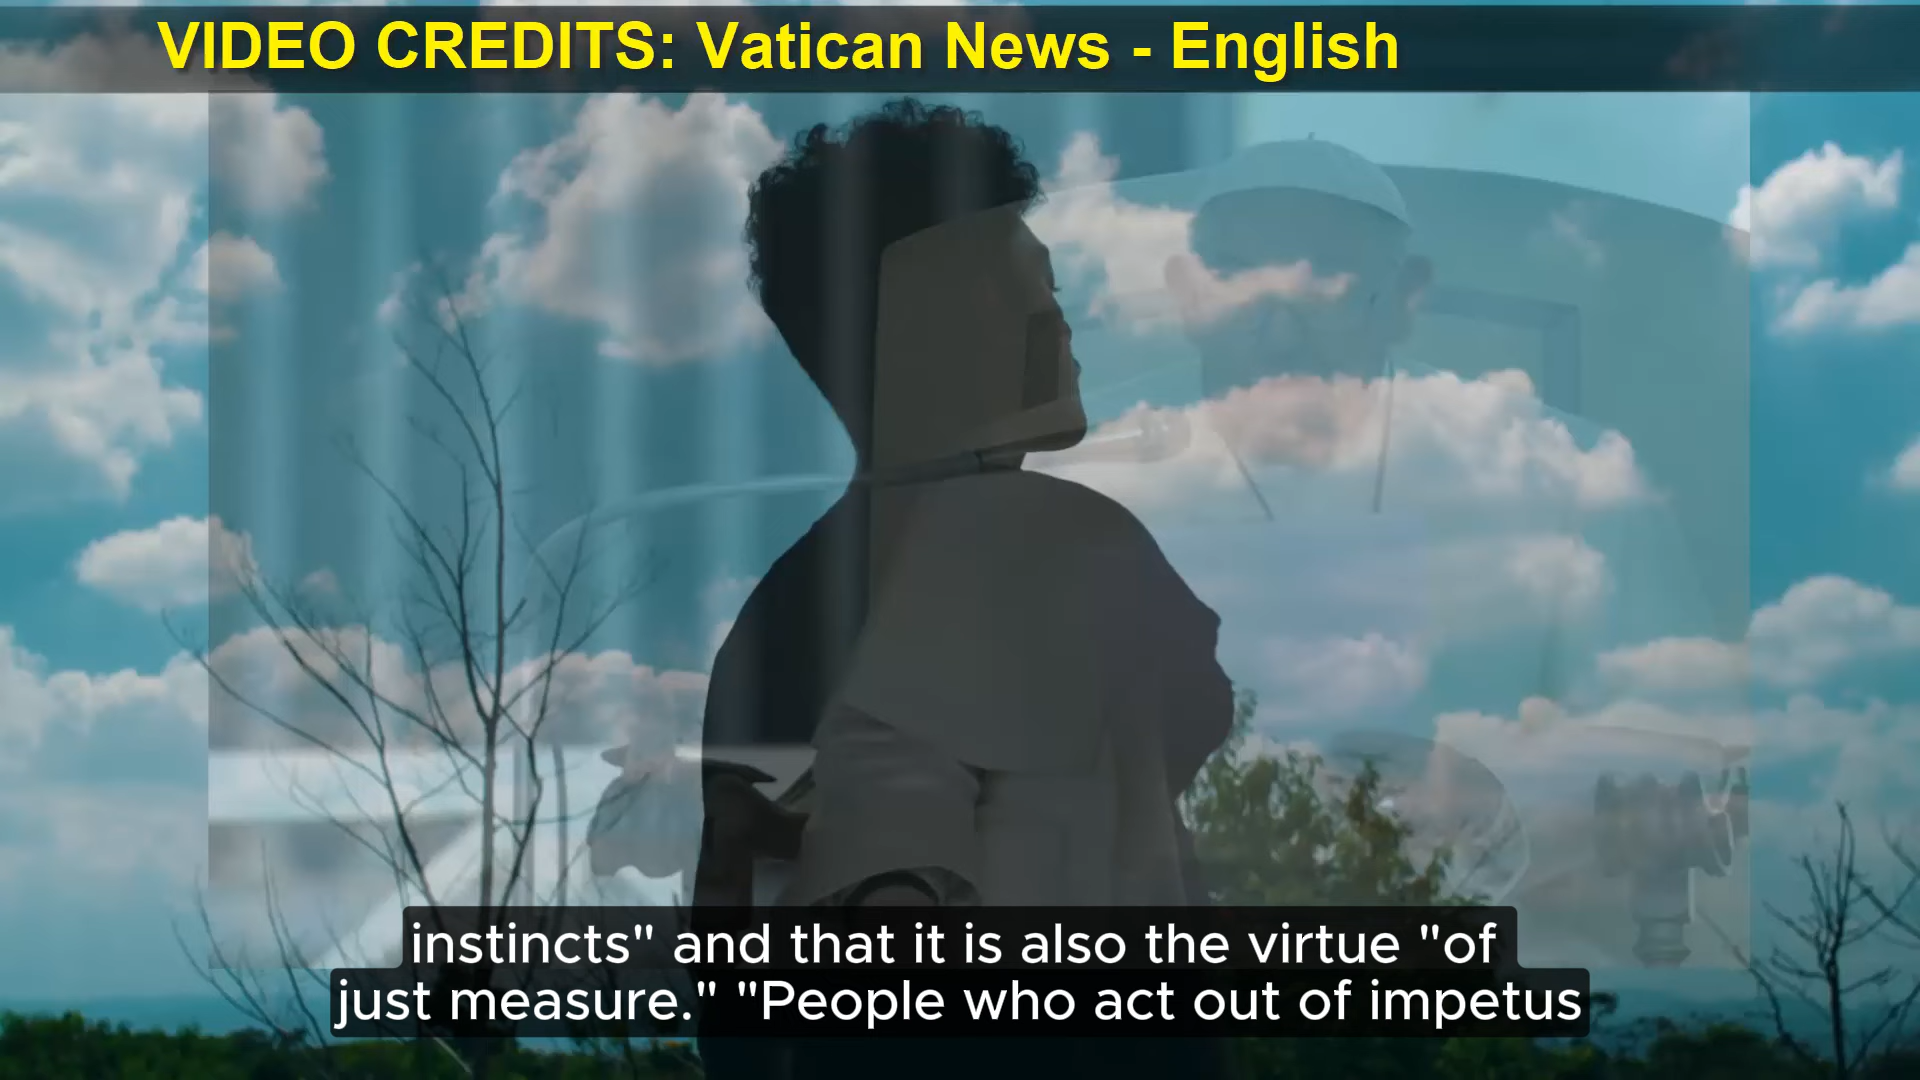 VIDEO CREDITS: Vatican News - English
instincts" and that it is also the virtue "of
just measure." "People who act out of impetus